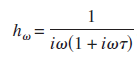 h_ω = 1 / (iω(1 + iωτ))